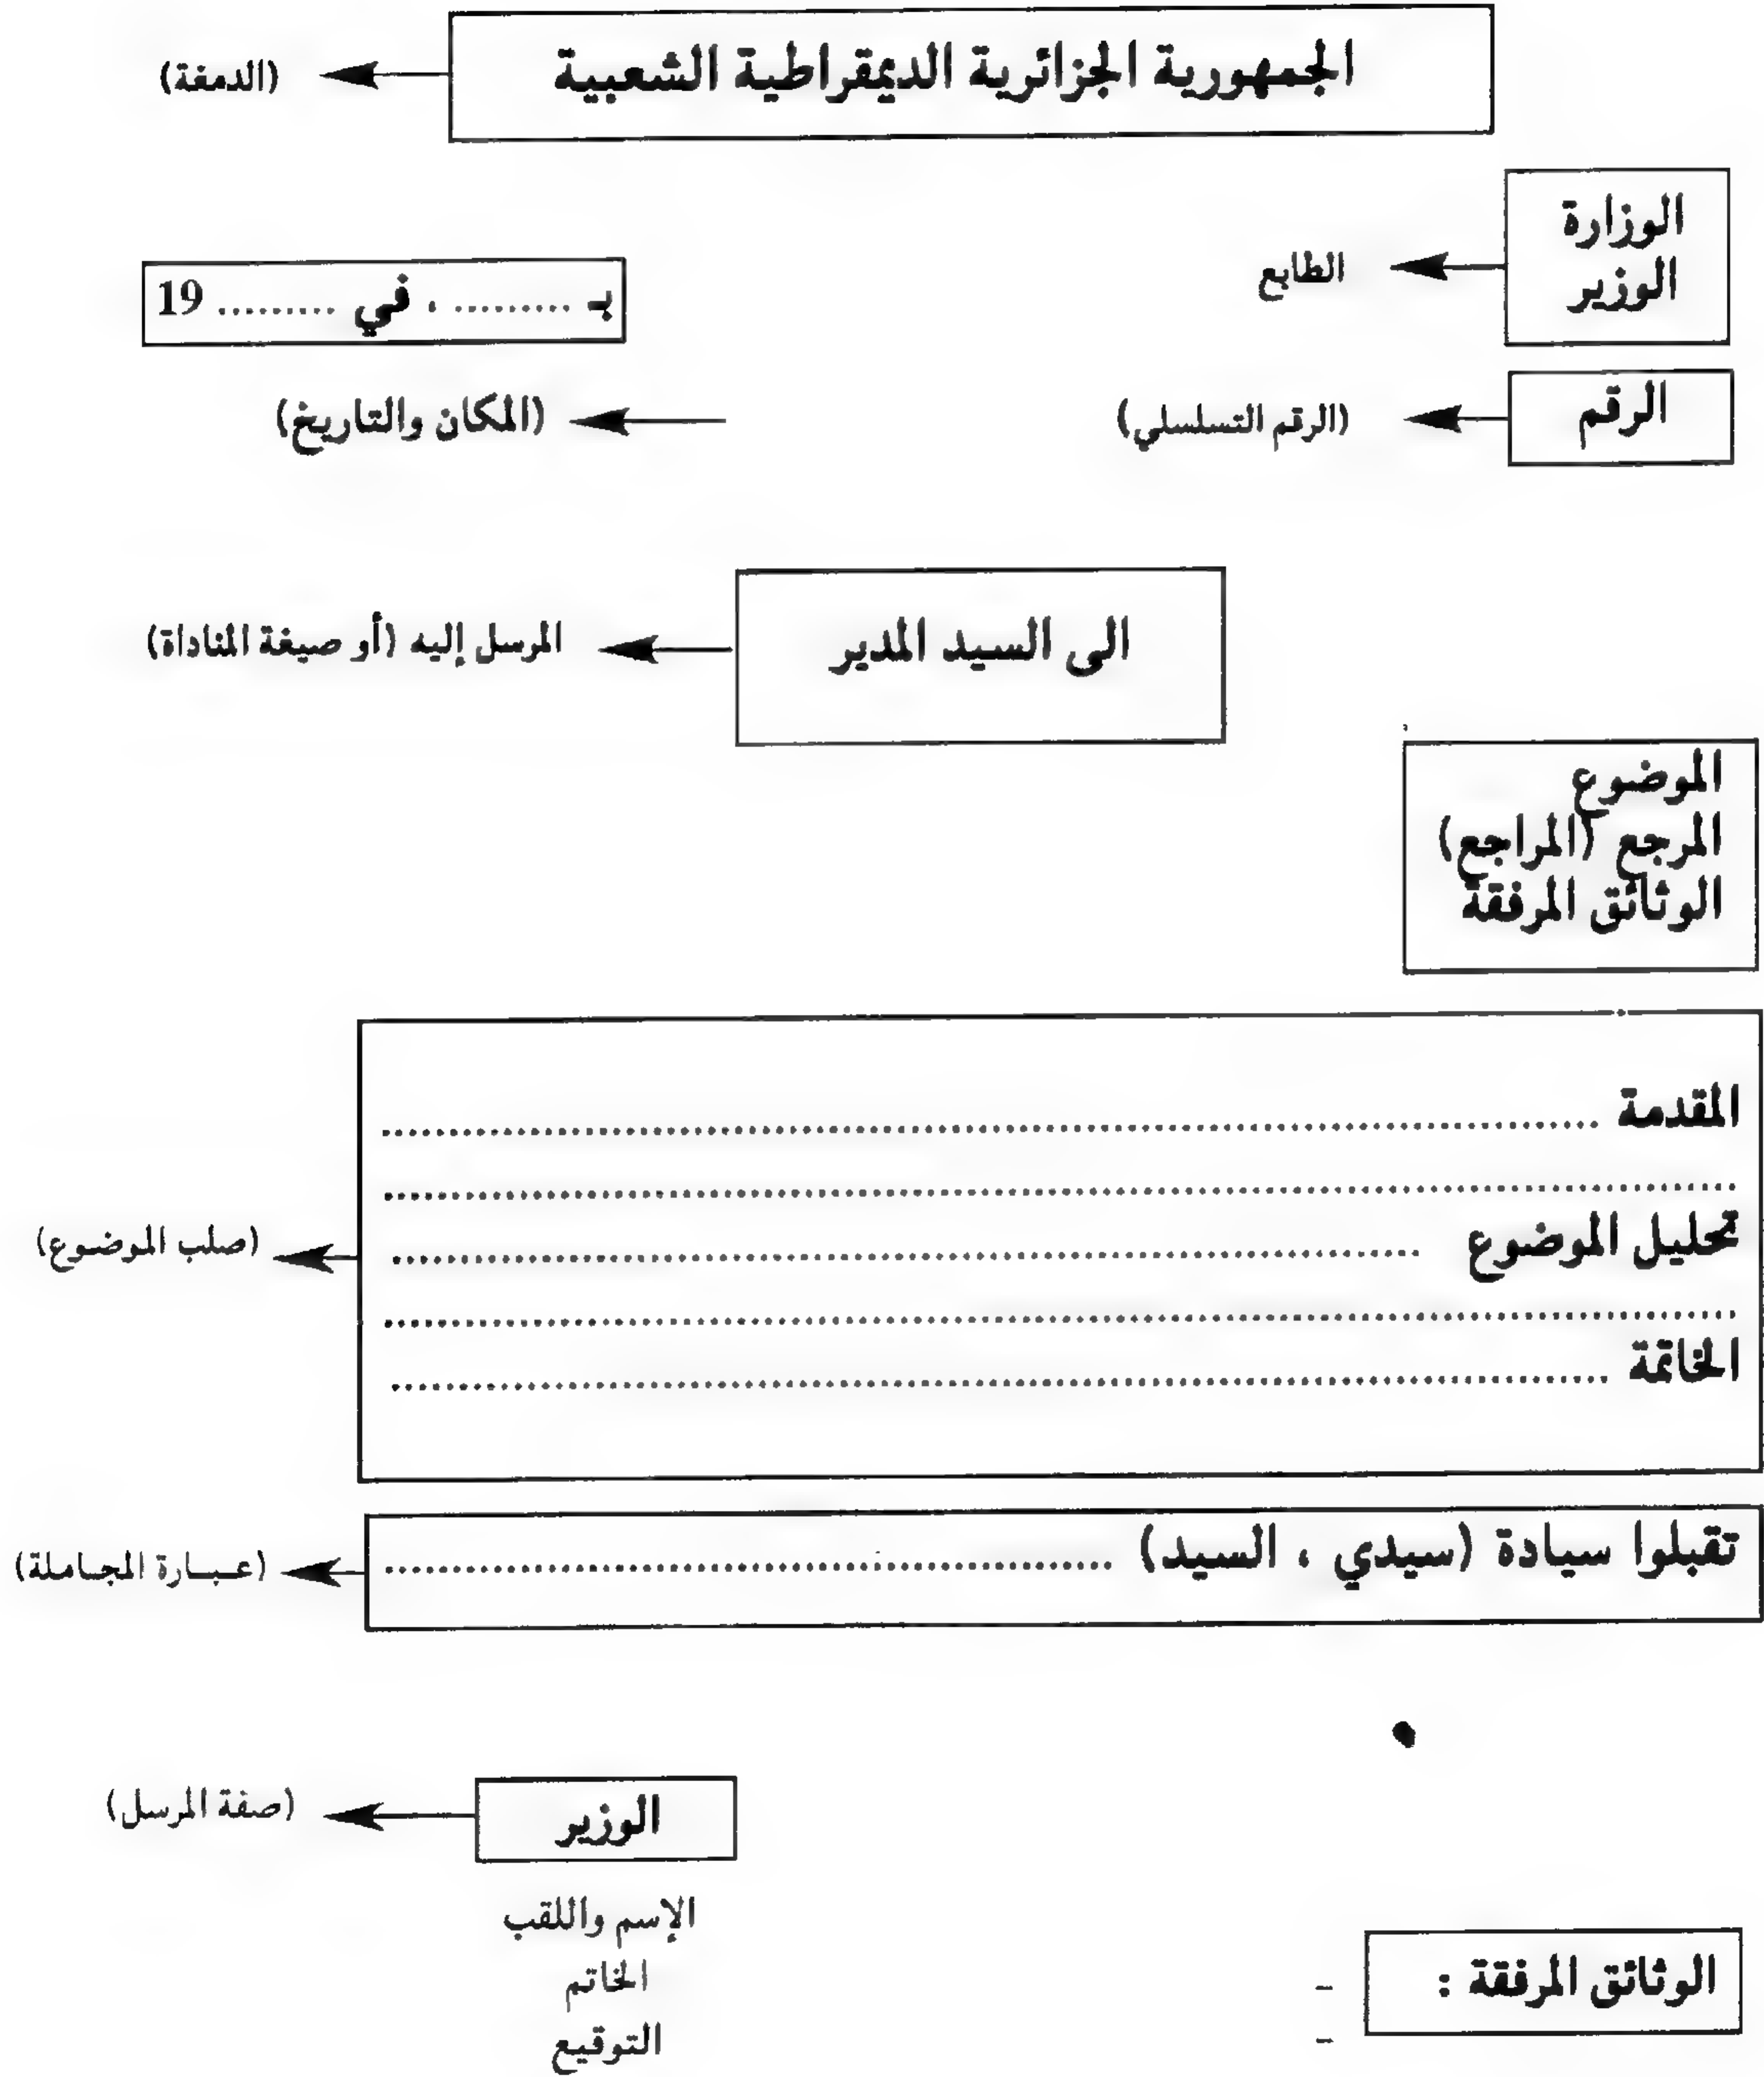 الجمهورية الجزائرية الديمقراطية الشعبية
(الدمغة)
الوزارة
الوزير
الطابع
بـ .......... ، في .......... 19
الرقم
(الرقم التسلسلي)
(المكان والتاريخ)
الى السيد المدير
المرسل إليه (أو صيغة المناداة)
الموضوع
المرجع (المراجع)
الوثائق المرفقة
المقدمة ..........
تحليل الموضوع ..........
(صلب الموضوع)
الخاتمة ..........
تقبلوا سيادة (سيدي ، السيد) ..........
(عبارة المجاملة)
الوزير
(صفة المرسل)
الإسم واللقب
الخاتم
التوقيع
الوثائق المرفقة :
–
–